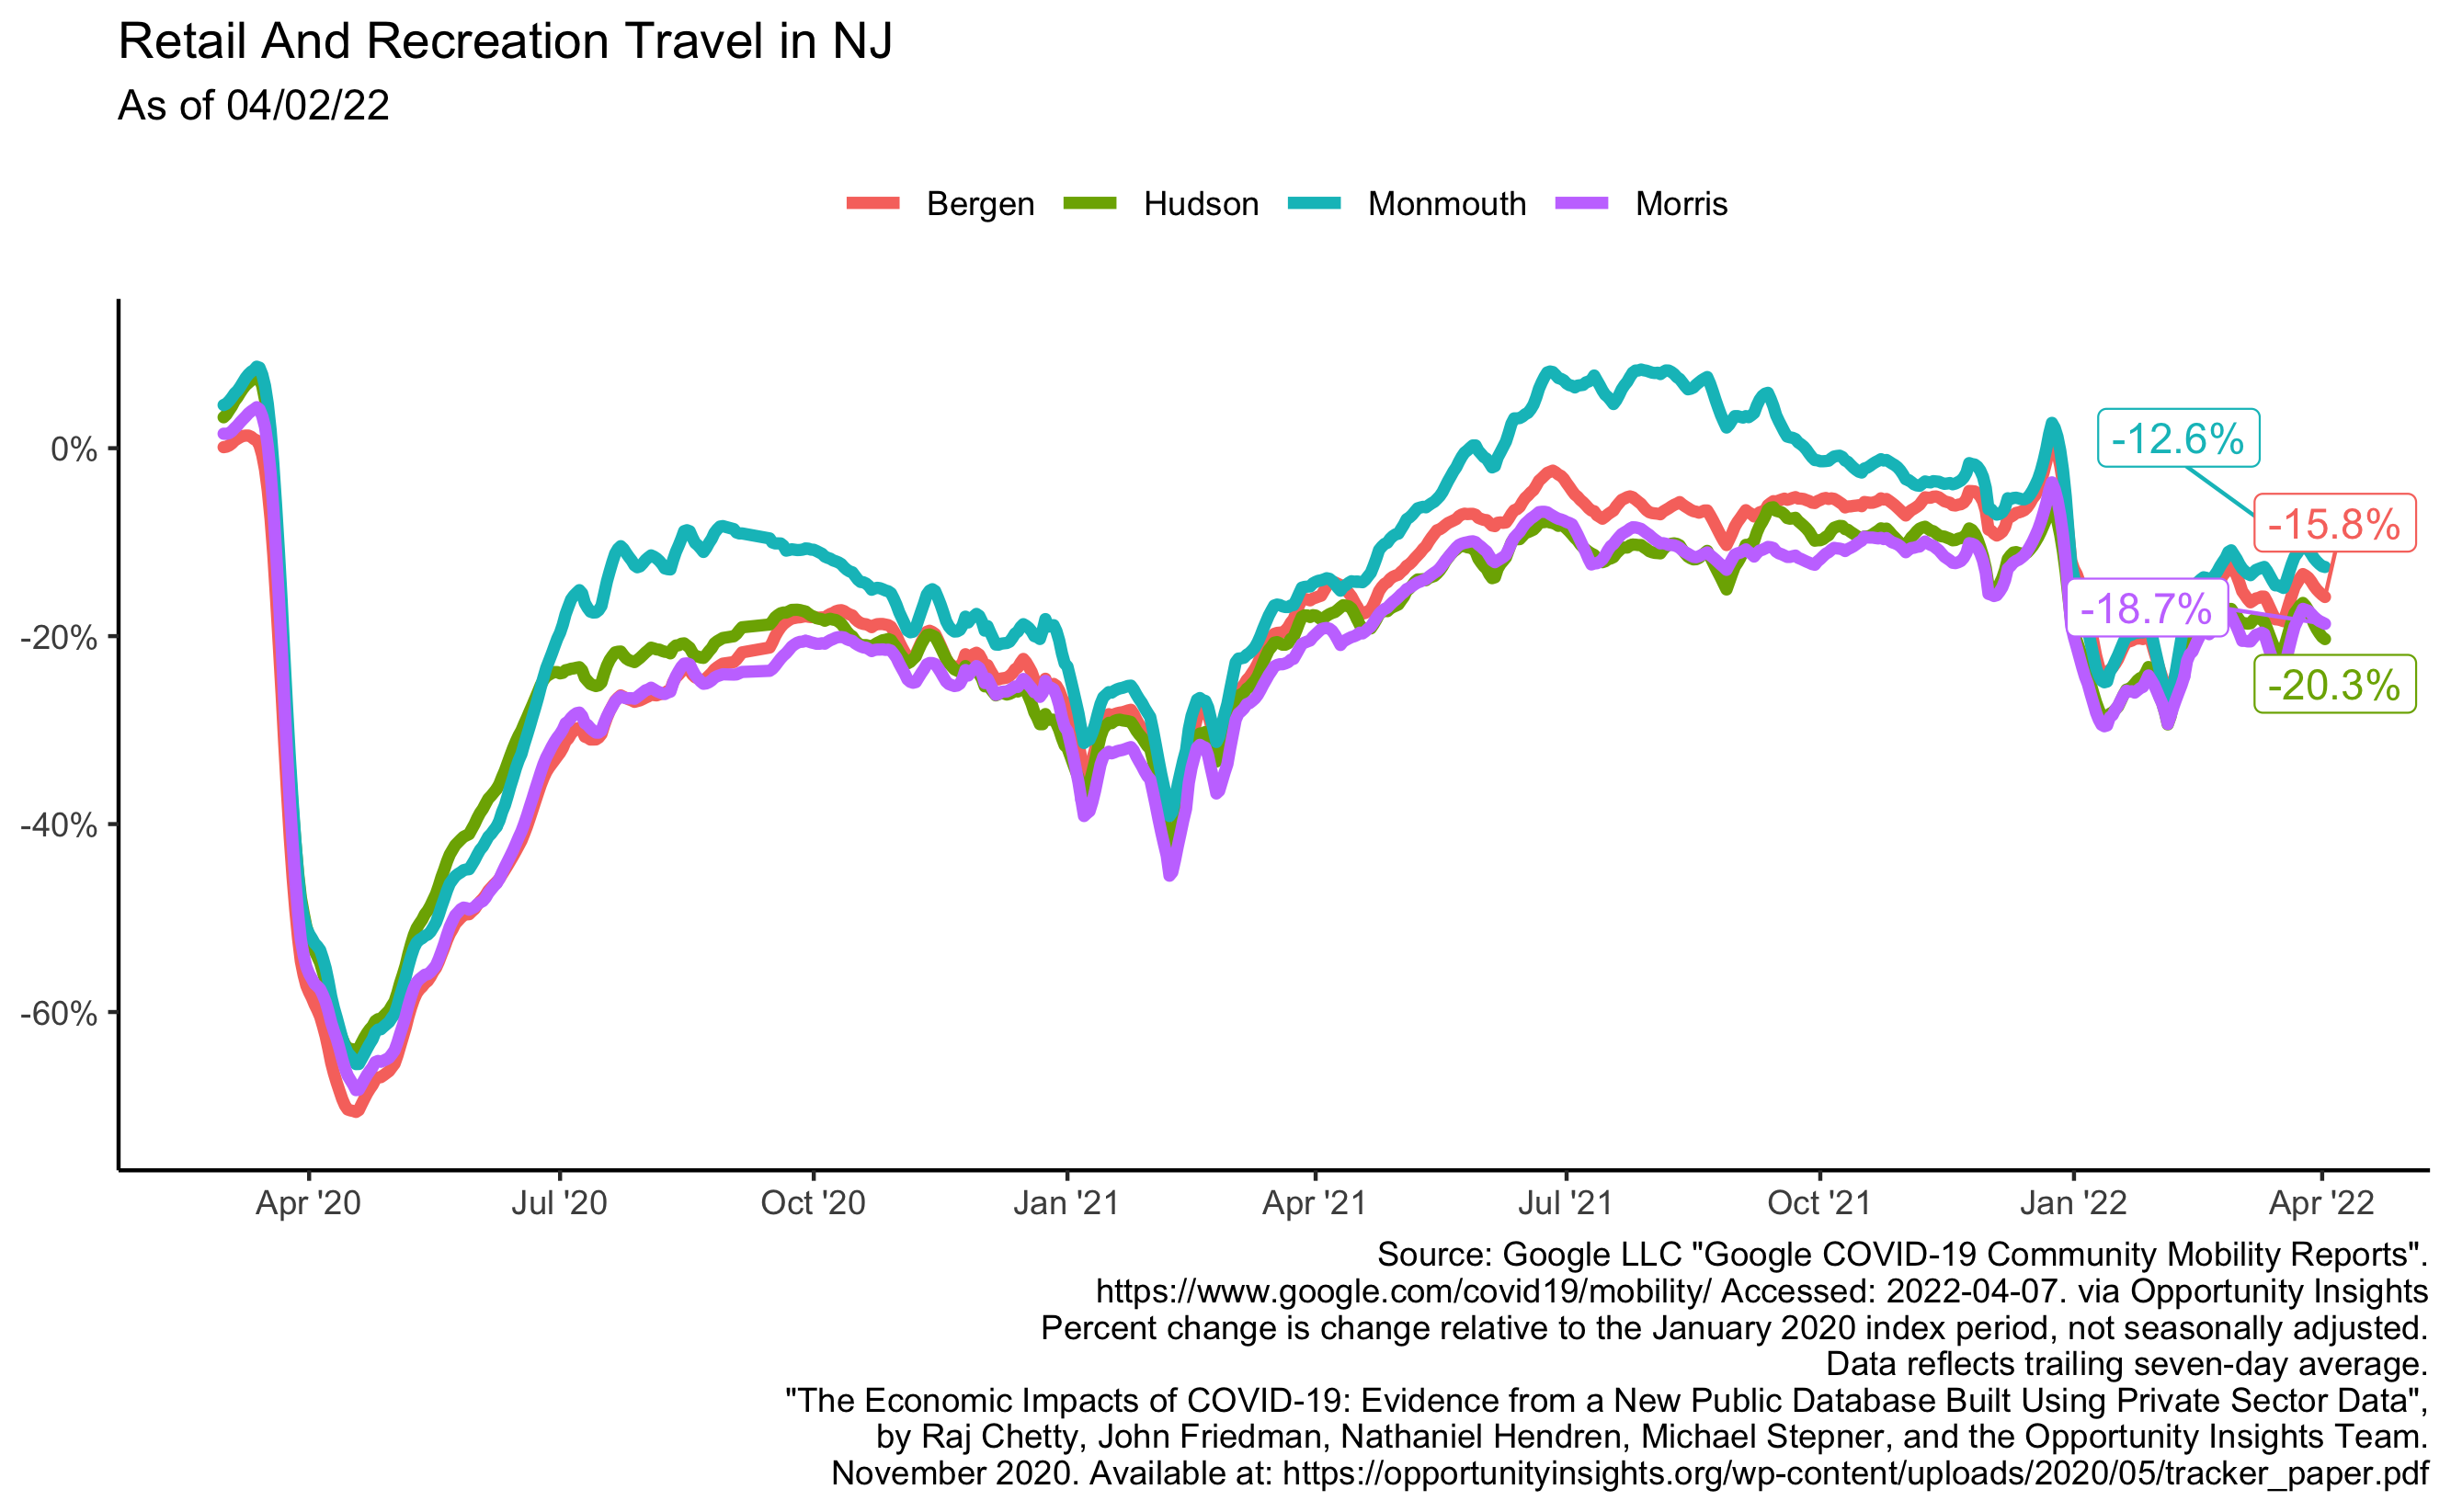 Retail And Recreation Travel in NJ
As of 04/02/22
Bergen Hudson Monmouth Morris
0%
-20%
-40%
-60%
-12.6%
-15.8%
-18.7%
-20.3%
Apr '20 Jul '20 Oct '20 Jan '21 Apr '21 Jul '21 Oct '21 Jan '22 Apr '22
Source: Google LLC "Google COVID-19 Community Mobility Reports".
https://www.google.com/covid19/mobility/ Accessed: 2022-04-07. via Opportunity Insights
Percent change is change relative to the January 2020 index period, not seasonally adjusted.
Data reflects trailing seven-day average.
"The Economic Impacts of COVID-19: Evidence from a New Public Database Built Using Private Sector Data",
by Raj Chetty, John Friedman, Nathaniel Hendren, Michael Stepner, and the Opportunity Insights Team.
November 2020. Available at: https://opportunityinsights.org/wp-content/uploads/2020/05/tracker_paper.pdf